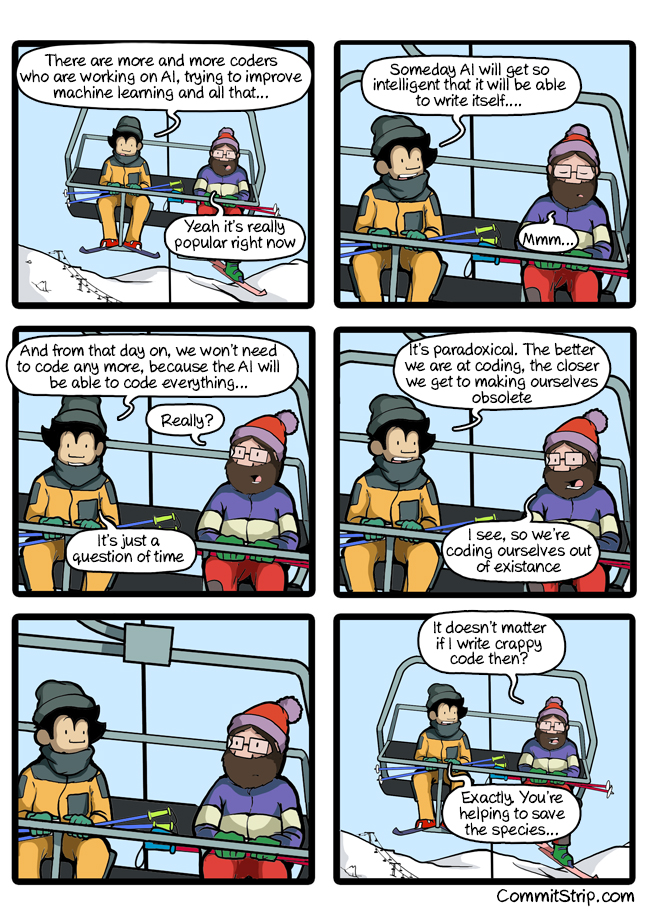 There are more and more coders
who are working on AI, trying to improve
machine learning and all that...
Yeah it's really
popular right now
Someday AI will get so
intelligent that it will be able
to write itself....
Mmm...
And from that day on, we won't need
to code any more, because the AI will
be able to code everything...
Really?
It's just a
question of time
It's paradoxical. The better
we are at coding, the closer
we get to making ourselves
obsolete
I see, so we're
coding ourselves out
of existance
It doesn't matter
if I write crappy
code then?
Exactly. You're
helping to save
the species...
CommitStrip.com